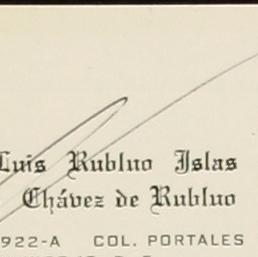 Luis Rubluo Islas
Chávez de Rubluo
922-A COL. PORTALES